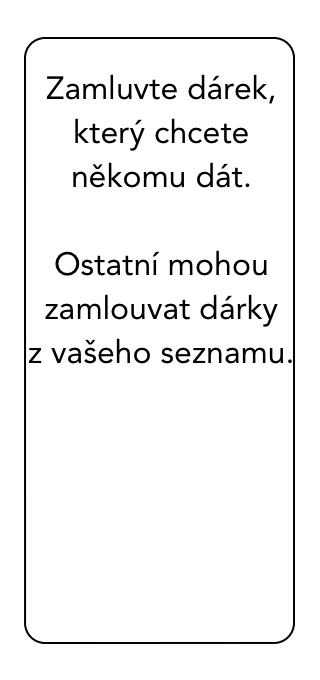 Zamluvte dárek,
který chcete
někomu dát.
Ostatní mohou
zamlouvat dárky
z vašeho seznamu.